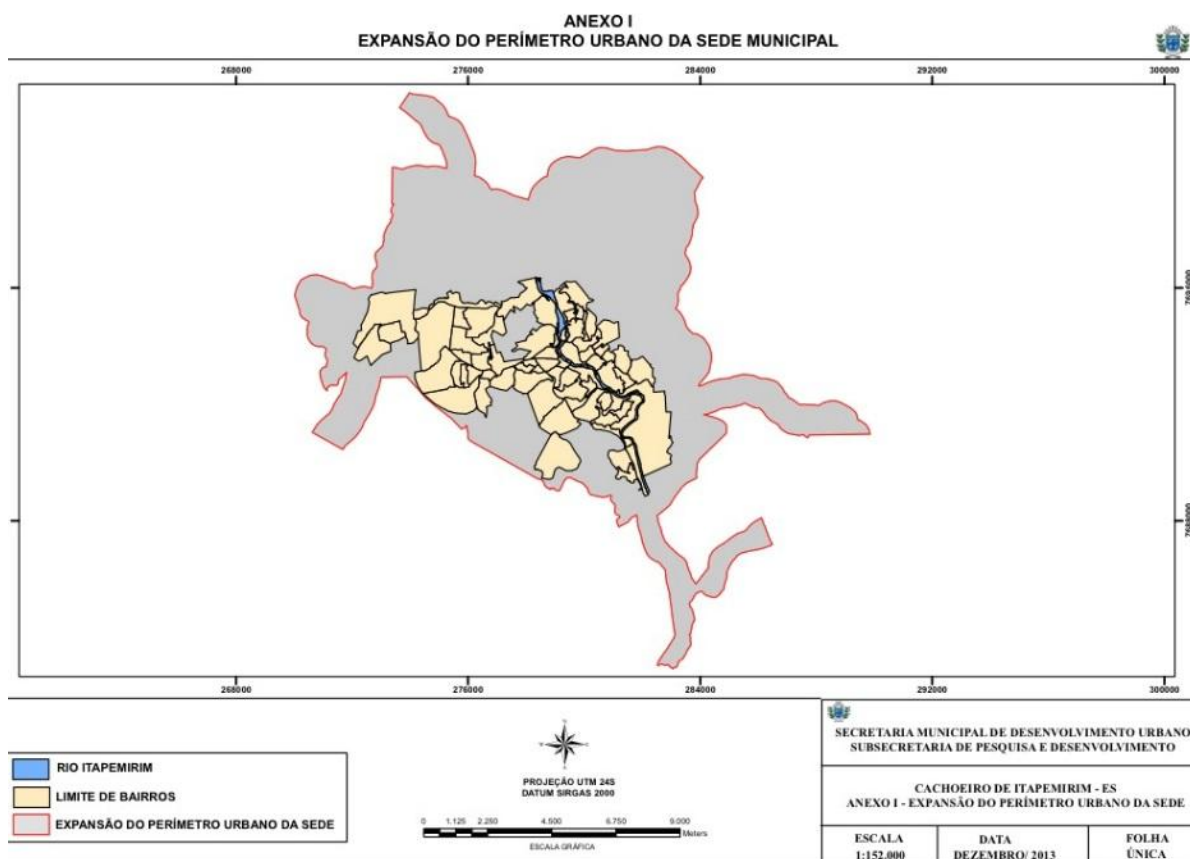 ANEXO I
EXPANSÃO DO PERÍMETRO URBANO DA SEDE MUNICIPAL
268000 276000 284000 292000 300000
7696000
7688000
268000 276000 284000 292000 300000
RIO ITAPEMIRIM
LIMITE DE BAIRROS
EXPANSÃO DO PERÍMETRO URBANO DA SEDE
PROJEÇÃO UTM 24S
DATUM SIRGAS 2000
0 1.125 2.250 4.500 6.750 9.000
Meters
ESCALA GRÁFICA
SECRETARIA MUNICIPAL DE DESENVOLVIMENTO URBANO
SUBSECRETARIA DE PESQUISA E DESENVOLVIMENTO
CACHOEIRO DE ITAPEMIRIM - ES
ANEXO I - EXPANSÃO DO PERÍMETRO URBANO DA SEDE
ESCALA
1:152.000
DATA
DEZEMBRO/ 2013
FOLHA
ÚNICA